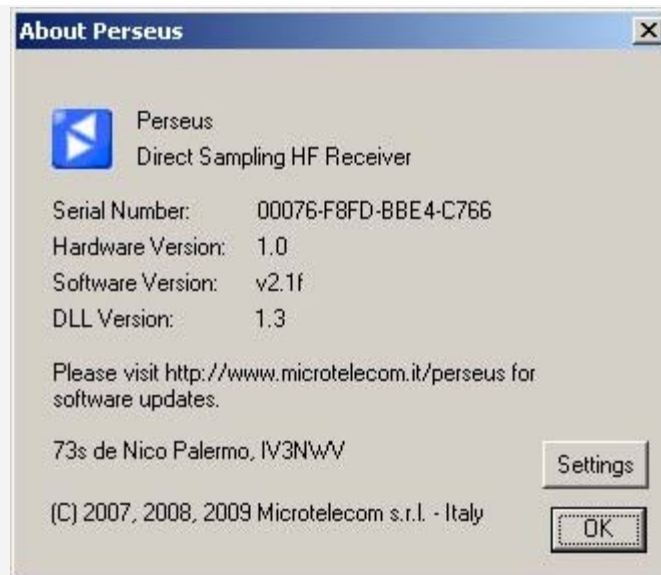 About Perseus
Perseus
Direct Sampling HF Receiver
Serial Number: 00076-F8FD-BBE4-C766
Hardware Version: 1.0
Software Version: v2.1f
DLL Version: 1.3
Please visit http://www.microtelecom.it/perseus for
software updates.
73s de Nico Palermo, IV3NWV
Settings
(C) 2007, 2008, 2009 Microtelecom s.r.l. - Italy
OK